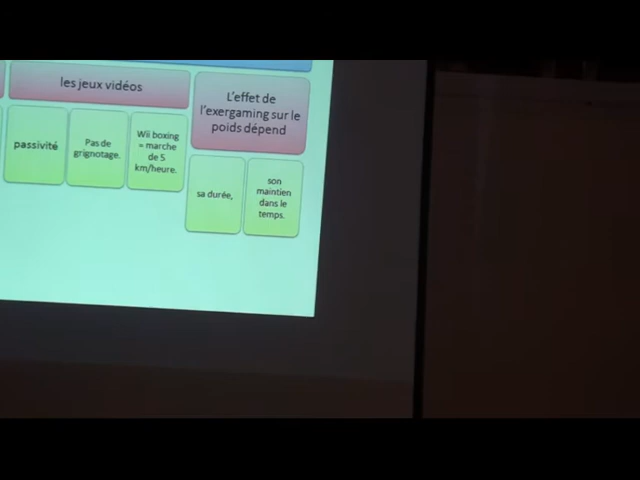 les jeux vidéos
L'effet de
l'exergaming sur le
poids dépend
passivité
Pas de
grignotage.
Wii boxing
= marche
de 5
km/heure.
sa durée,
son
maintien
dans le
temps.